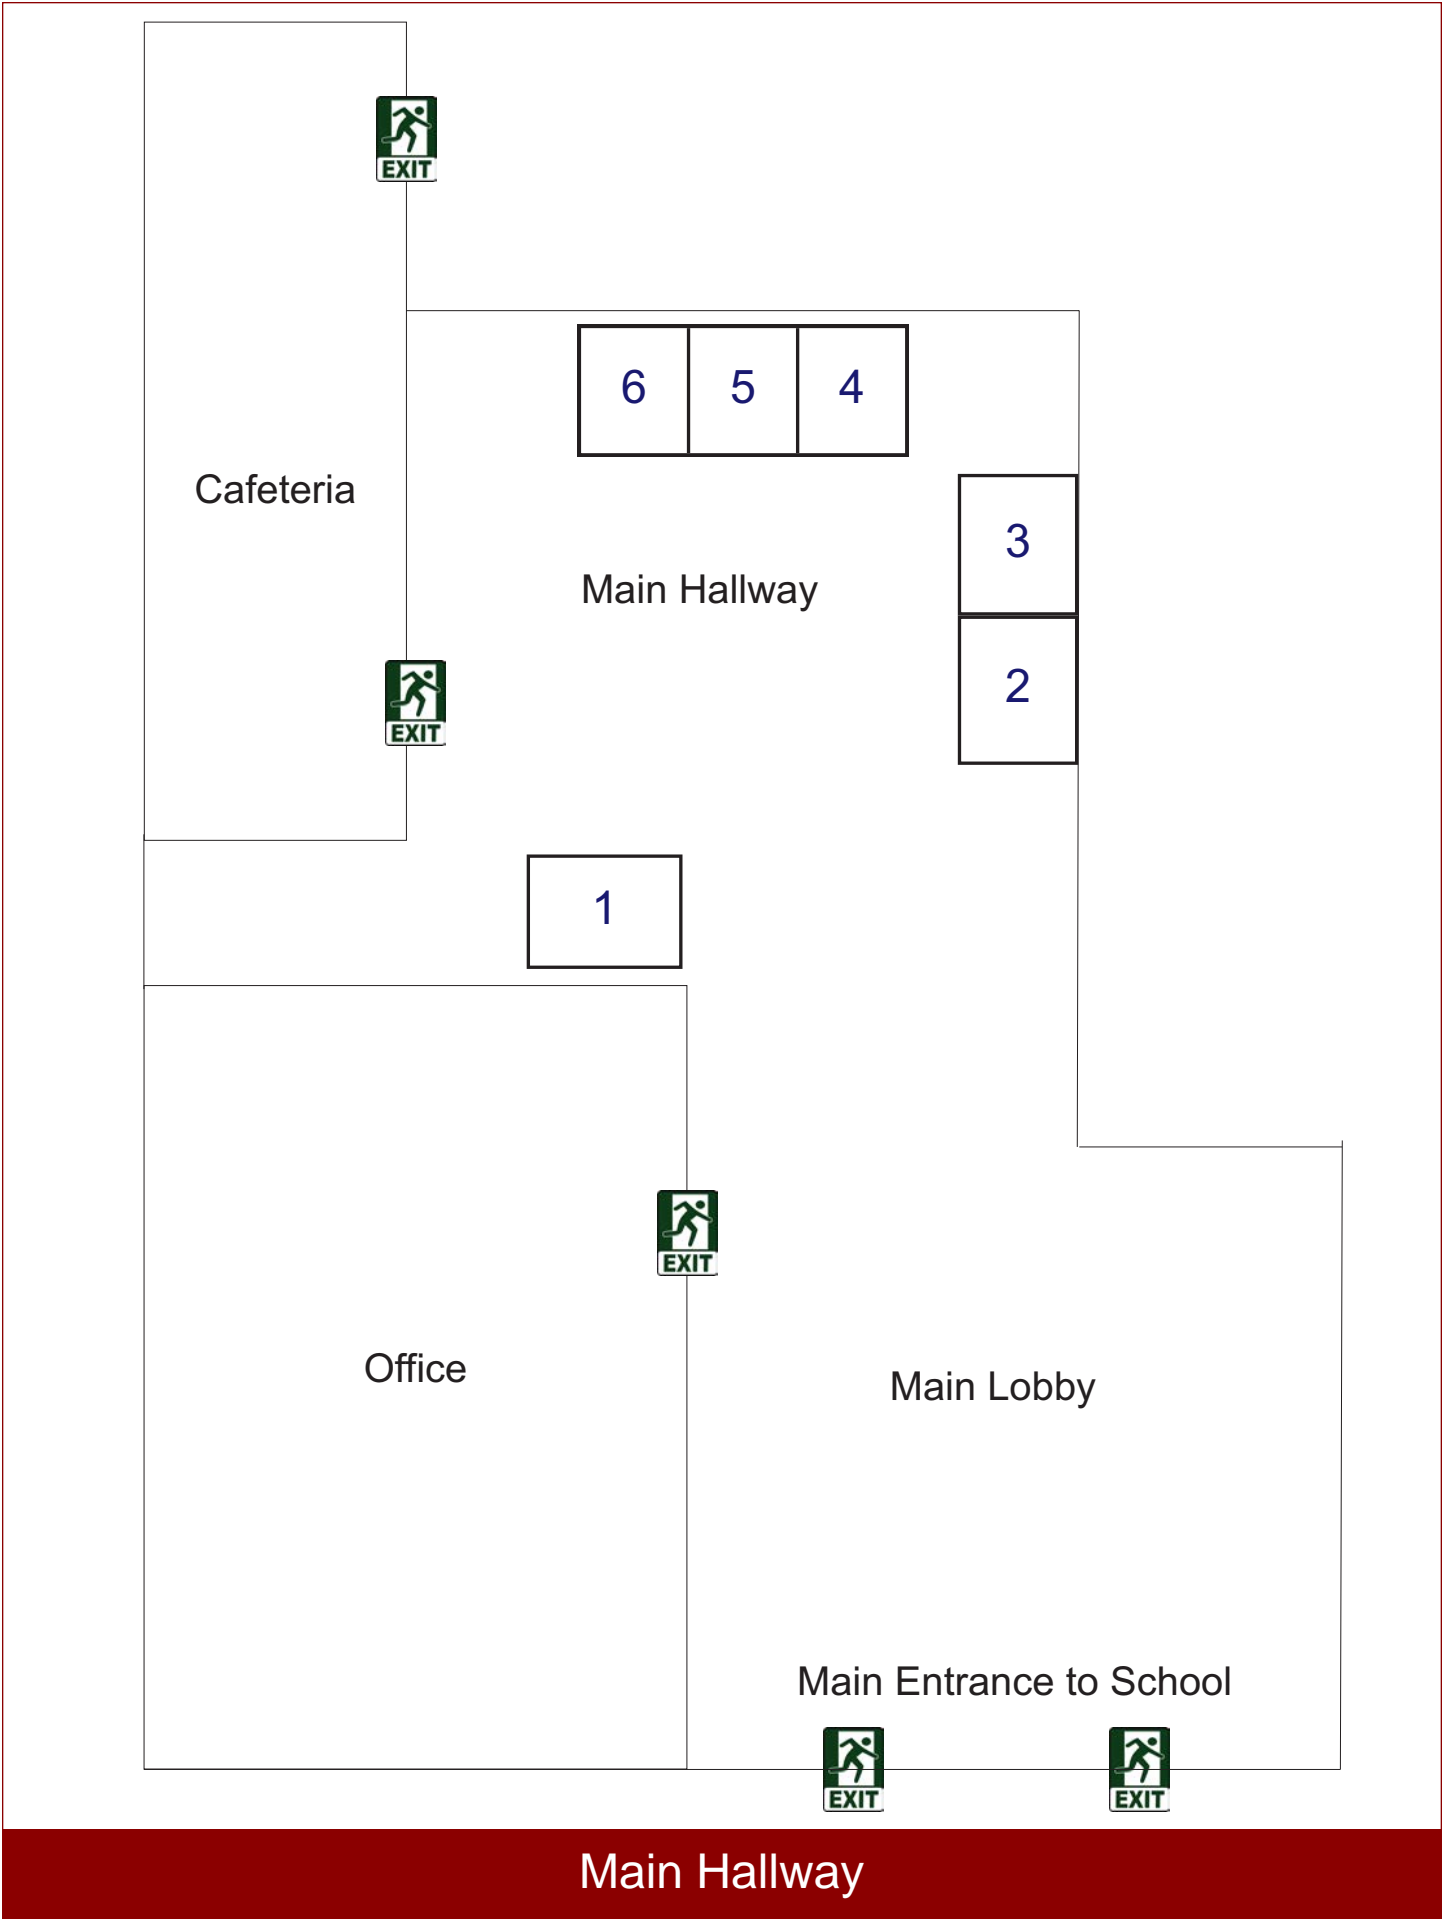 EXIT
6 5 4
Cafeteria
3
Main Hallway
EXIT
2
1
EXIT
Office
Main Lobby
Main Entrance to School
EXIT EXIT
Main Hallway